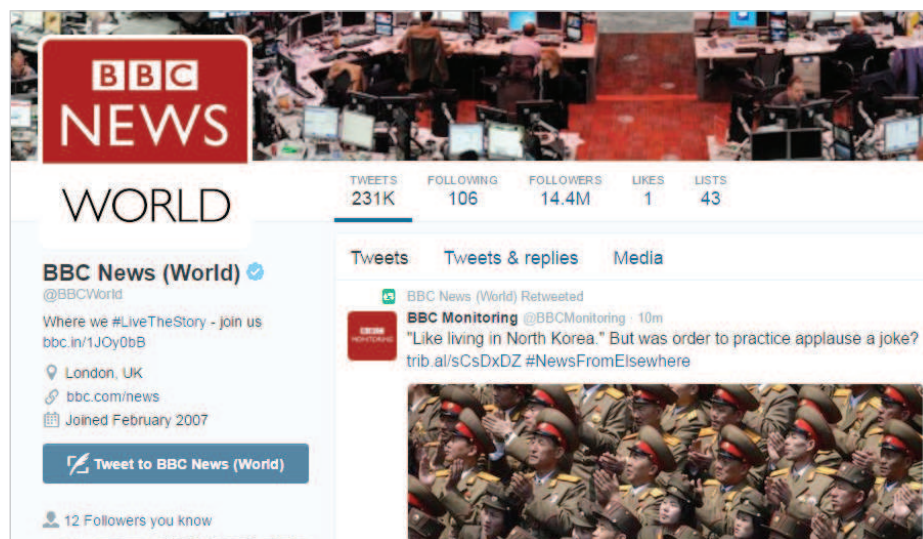 BBC
NEWS
WORLD
TWEETS FOLLOWING FOLLOWERS LIKES LISTS
231K 106 14.4M 1 43
BBC News (World)
@BBCWorld
Where we #LiveTheStory - join us
bbc.in/1JOy0bB
London, UK
bbc.com/news
Joined February 2007
Tweet to BBC News (World)
12 Followers you know
Tweets Tweets & replies Media
BBC News (World) Retweeted
BBC Monitoring @BBCMonitoring · 10m
"Like living in North Korea." But was order to practice applause a joke?
trib.al/sCsDxDZ #NewsFromElsewhere
BBC
MONITORING